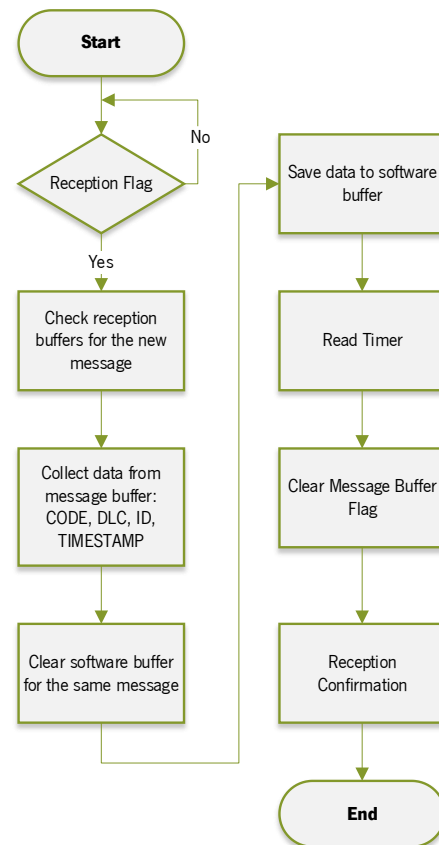 Start
No
Reception Flag
Yes
Check reception
buffers for the new
message
Collect data from
message buffer:
CODE, DLC, ID,
TIMESTAMP
Clear software buffer
for the same message
Save data to software
buffer
Read Timer
Clear Message Buffer
Flag
Reception
Confirmation
End